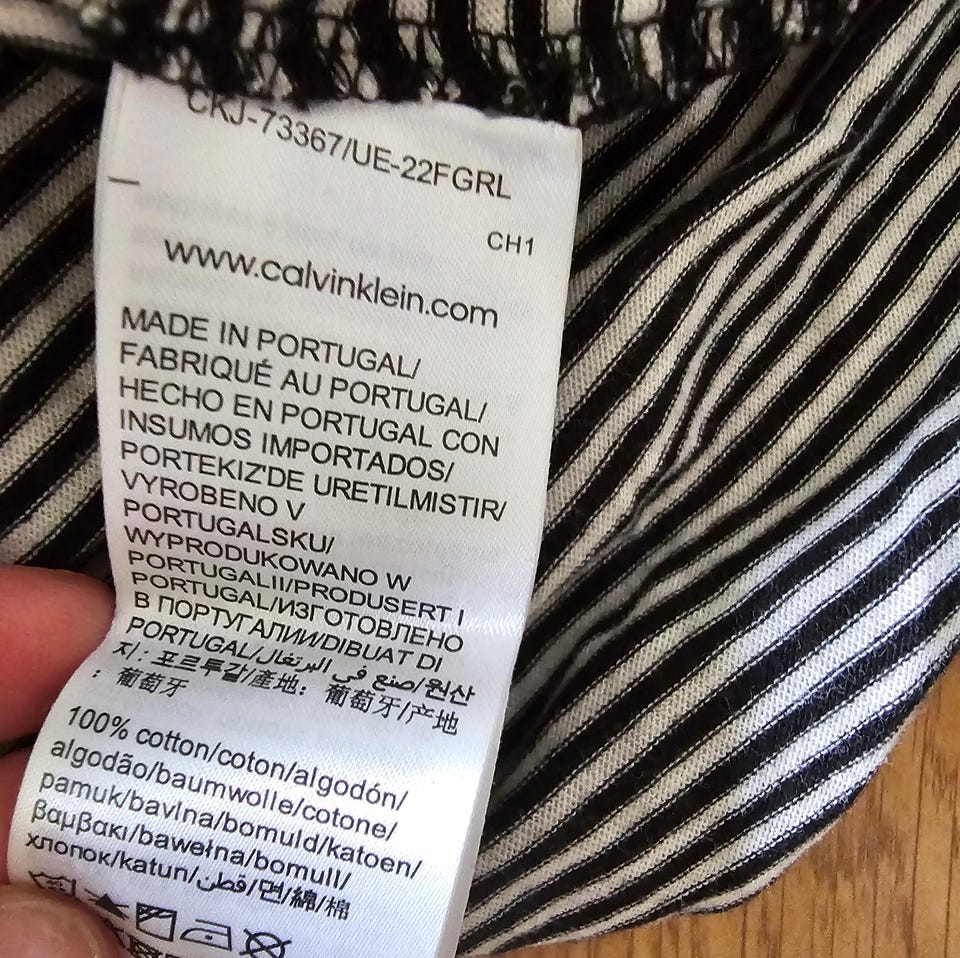 CKJ-73367/UE-22FGRL
CH1
www.calvinklein.com
MADE IN PORTUGAL/
FABRIQUÉ AU PORTUGAL/
HECHO EN PORTUGAL CON
INSUMOS IMPORTADOS/
PORTEKIZ'DE URETILMISTIR/
VYROBENO V
PORTUGALSKU/
WYPRODUKOWANO W
PORTUGALII/PRODUSERT I
PORTUGAL/ИЗГОТОВЛЕНО
В ПОРТУГАЛИИ/DIBUAT DI
PORTUGAL/صنع في البرتغال/원산
지: 포르투갈/產地: 葡萄牙/产地
: 葡萄牙
100% cotton/coton/algodón/
algodão/baumwolle/cotone/
pamuk/bavlna/bomuld/katoen/
βαμβακι/bawełna/bomull/
хлопок/katun/قطن/면/綿/棉